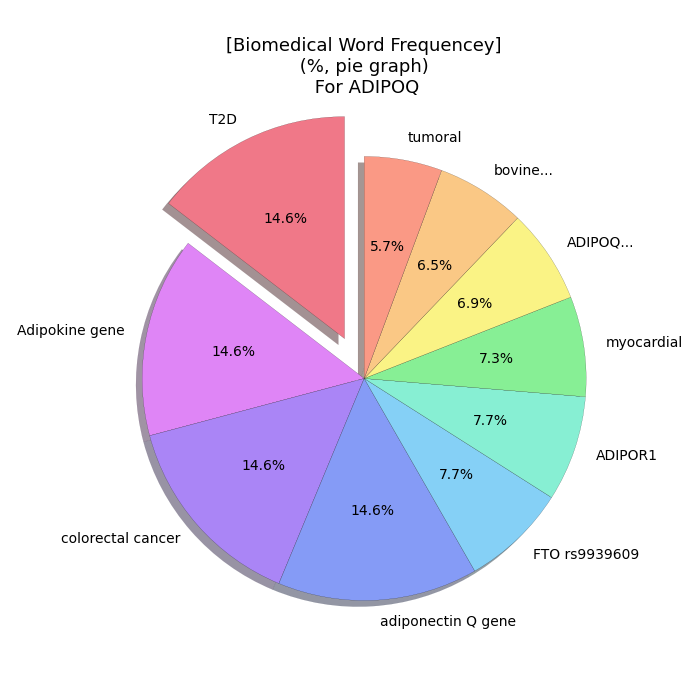 [Biomedical Word Frequencey]
(%, pie graph)
For ADIPOQ
T2D
14.6%
tumoral
5.7%
bovine...
6.5%
ADIPOQ...
6.9%
myocardial
7.3%
ADIPOR1
7.7%
FTO rs9939609
7.7%
adiponectin Q gene
14.6%
colorectal cancer
14.6%
Adipokine gene
14.6%